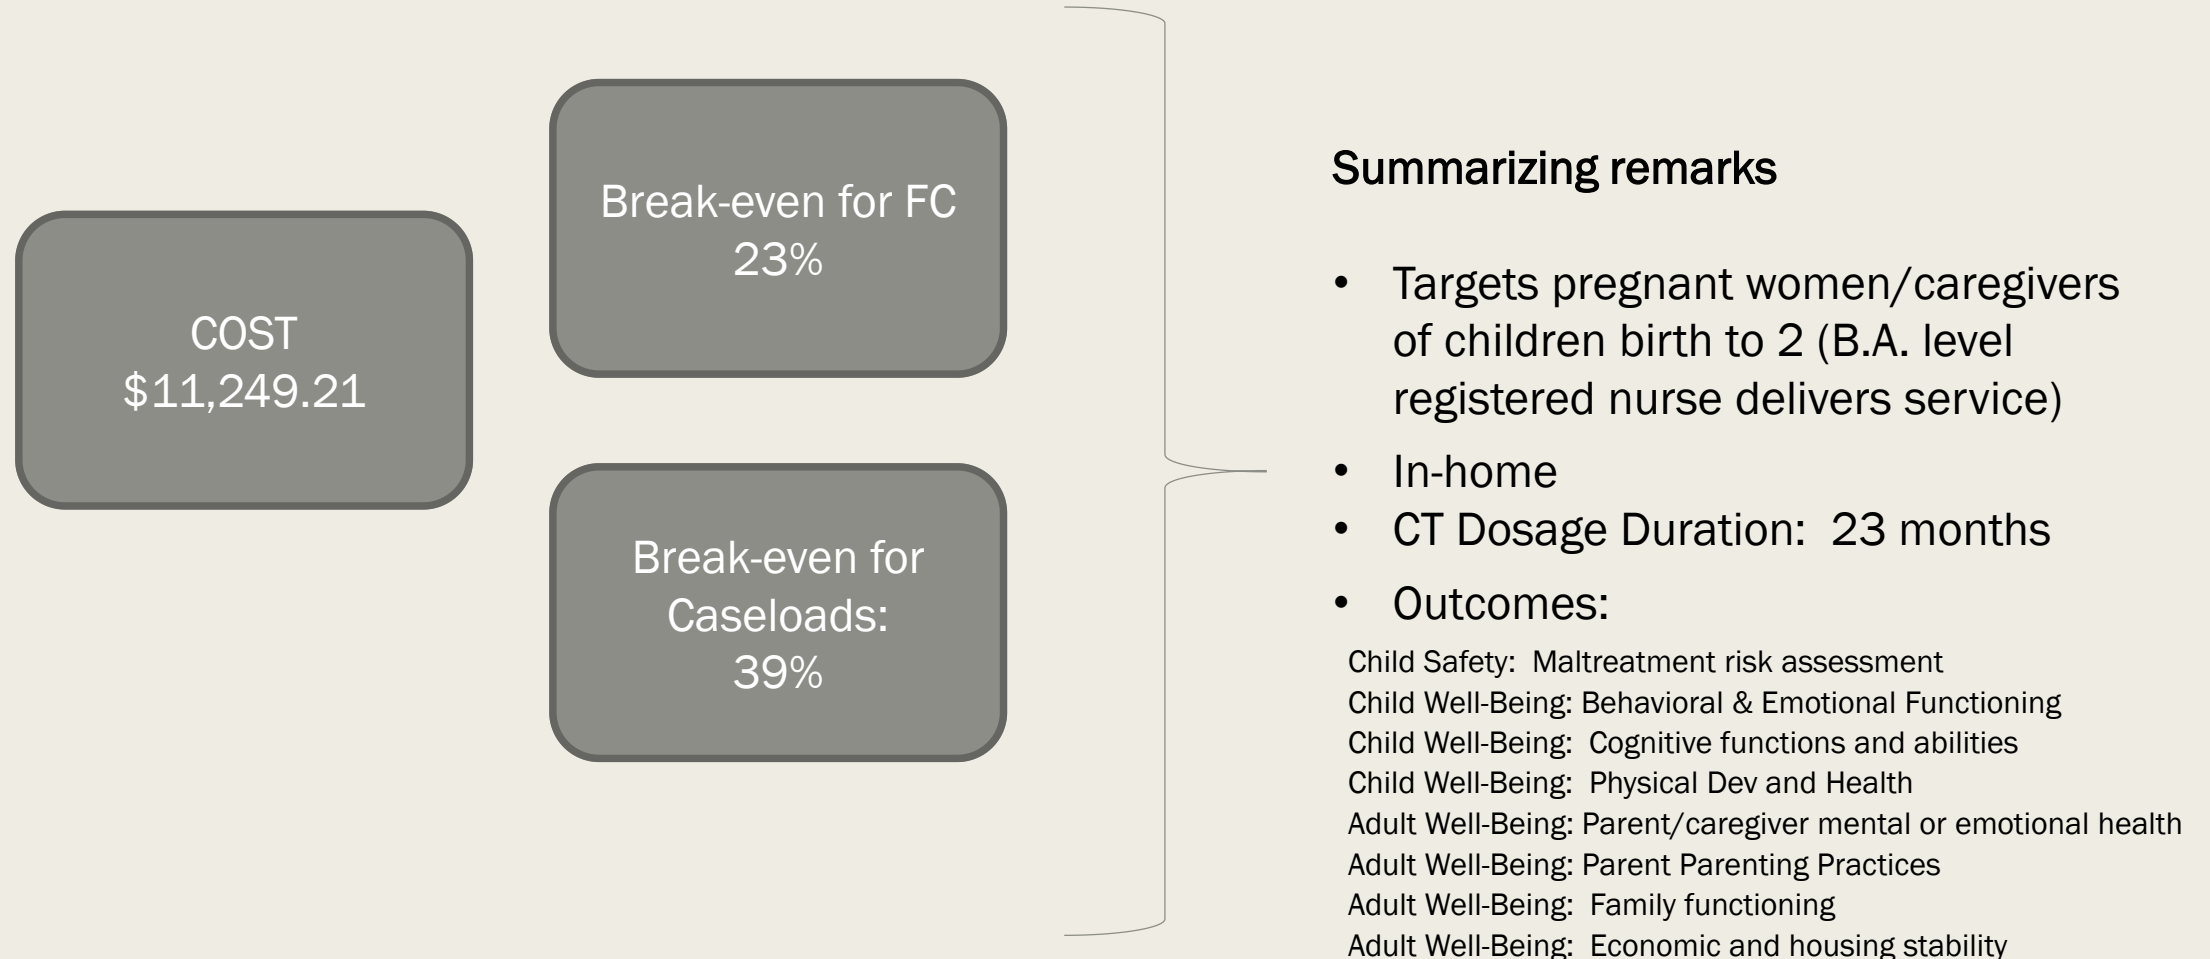 COST
$11,249.21
Break-even for FC
23%
Break-even for
Caseloads:
39%
Summarizing remarks
• Targets pregnant women/caregivers
of children birth to 2 (B.A. level
registered nurse delivers service)
• In-home
• CT Dosage Duration:  23 months
• Outcomes:
Child Safety:  Maltreatment risk assessment
Child Well-Being: Behavioral & Emotional Functioning
Child Well-Being:  Cognitive functions and abilities
Child Well-Being:  Physical Dev and Health
Adult Well-Being: Parent/caregiver mental or emotional health
Adult Well-Being: Parent Parenting Practices
Adult Well-Being:  Family functioning
Adult Well-Being:  Economic and housing stability